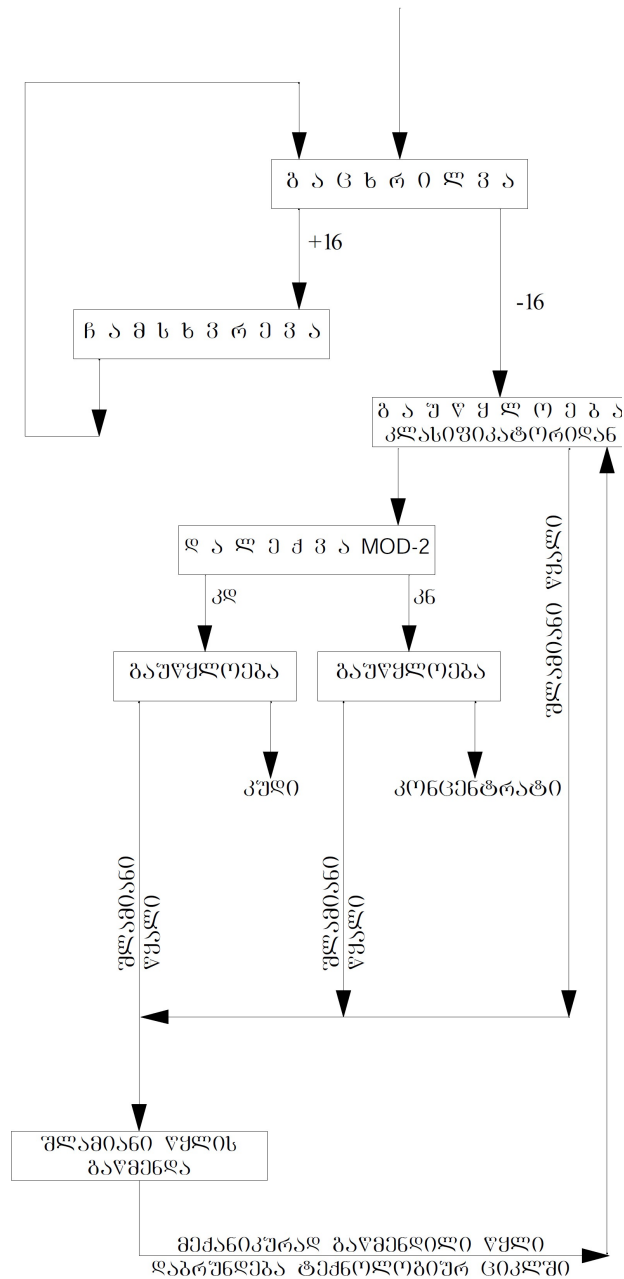 გ ა ც ხ რ ი ლ ვ ა
+16
-16
ჩ ა მ ს ხ ვ რ ე ვ ა
გ ა უ წ ყ ლ ო ე ბ ა
კლასიფიკატორიდან
დ ა ლ ე ქ ვ ა MOD-2
კდ
კნ
შლამიანი წყალი
გაუწყლოება
გაუწყლოება
კუდი
კონცენტრატი
შლამიანი
წყალი
შლამიანი
წყალი
შლამიანი წყლის
გაწმენდა
მექანიკურად გაწმენდილი წყლი
დაბრუნდება ტექნოლოგიურ ციკლში